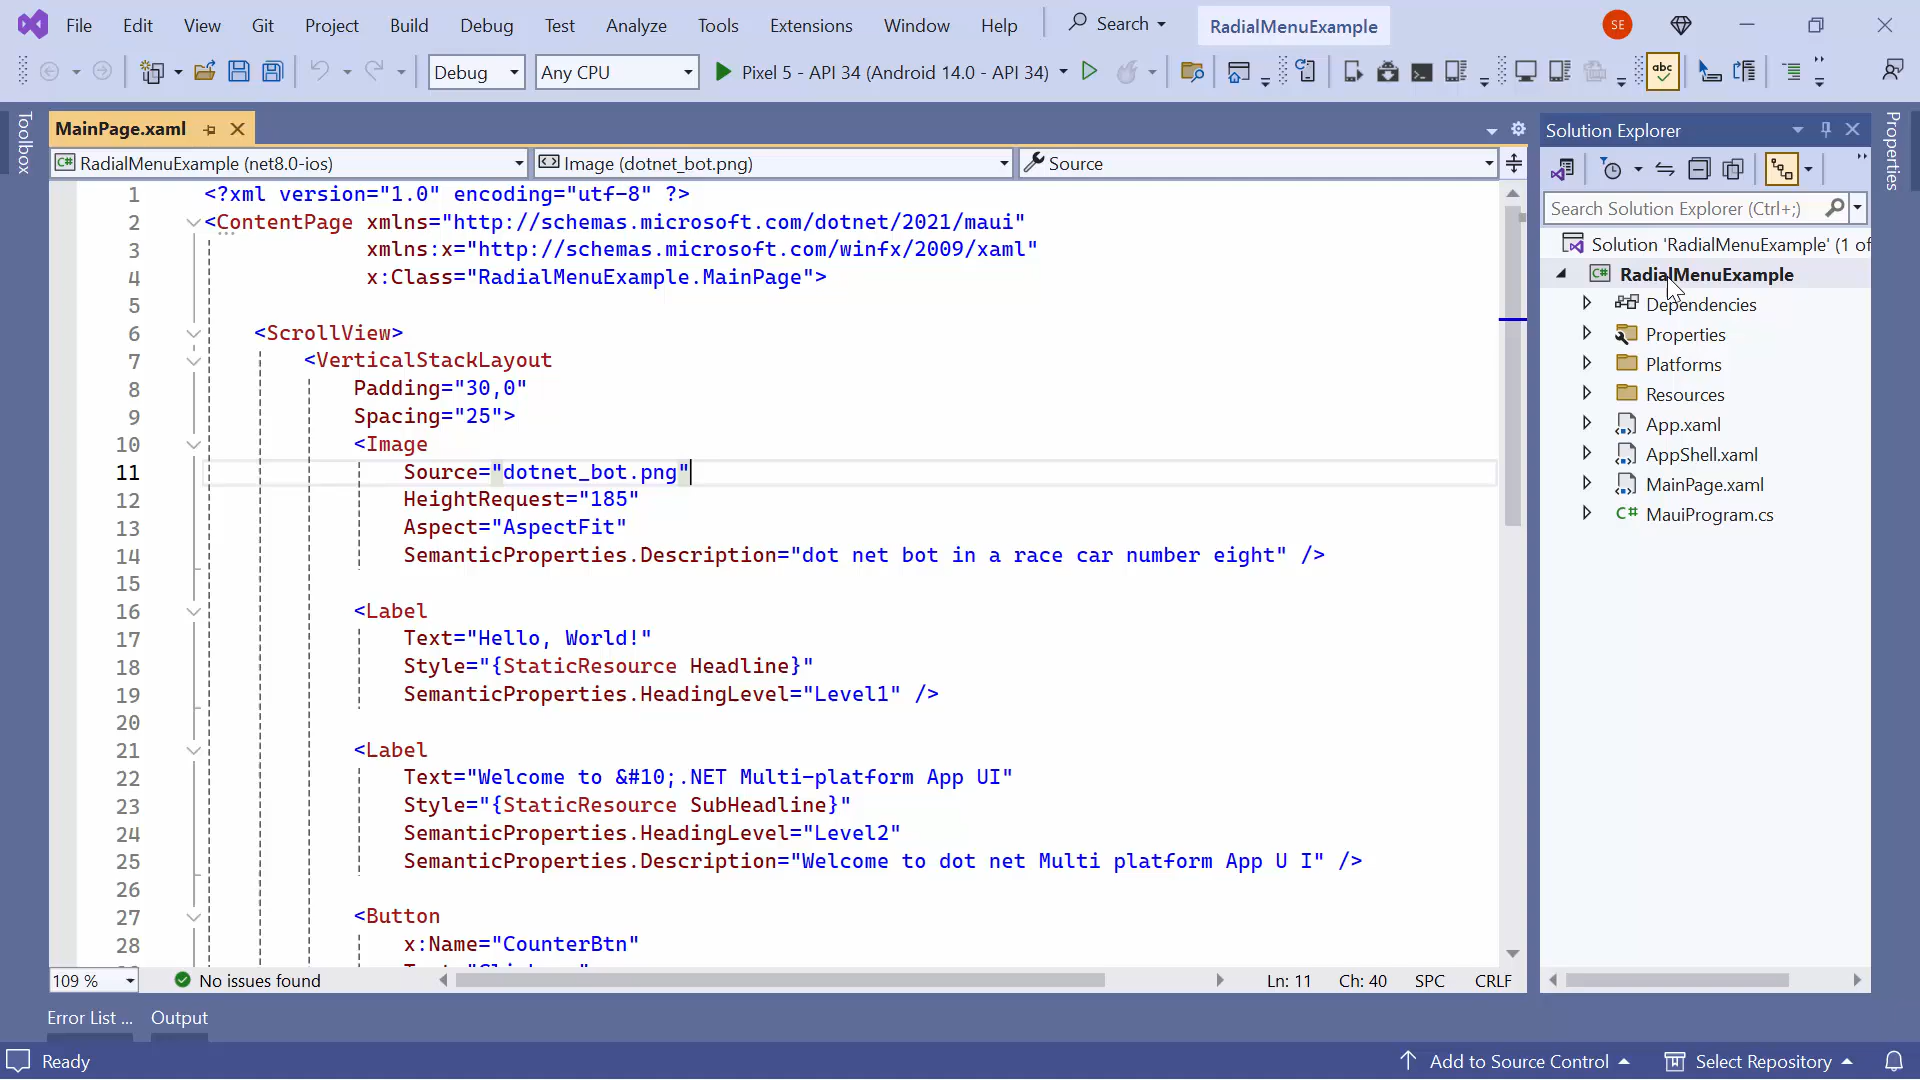 File Edit View Git Project Build Debug Test Analyze Tools Extensions Window Help Search RadialMenuExample SE
Debug Any CPU Pixel 5 - API 34 (Android 14.0 - API 34) abc
Toolbox
MainPage.xaml
RadialMenuExample (net8.0-ios) Image (dotnet_bot.png) Source
1 <?xml version="1.0" encoding="utf-8" ?>
2 <ContentPage xmlns="http://schemas.microsoft.com/dotnet/2021/maui"
3 xmlns:x="http://schemas.microsoft.com/winfx/2009/xaml"
4 x:Class="RadialMenuExample.MainPage">
5
6 <ScrollView>
7 <VerticalStackLayout
8 Padding="30,0"
9 Spacing="25">
10 <Image
11 Source="dotnet_bot.png"
12 HeightRequest="185"
13 Aspect="AspectFit"
14 SemanticProperties.Description="dot net bot in a race car number eight" />
15
16 <Label
17 Text="Hello, World!"
18 Style="{StaticResource Headline}"
19 SemanticProperties.HeadingLevel="Level1" />
20
21 <Label
22 Text="Welcome to &#10;.NET Multi-platform App UI"
23 Style="{StaticResource SubHeadline}"
24 SemanticProperties.HeadingLevel="Level2"
25 SemanticProperties.Description="Welcome to dot net Multi platform App U I" />
26
27 <Button
28 x:Name="CounterBtn"
109 % No issues found Ln: 11 Ch: 40 SPC CRLF
Solution Explorer
Search Solution Explorer (Ctrl+;)
Solution 'RadialMenuExample' (1 of
C# RadialMenuExample
Dependencies
Properties
Platforms
Resources
App.xaml
AppShell.xaml
MainPage.xaml
C# MauiProgram.cs
Properties
Error List ... Output
Ready Add to Source Control Select Repository